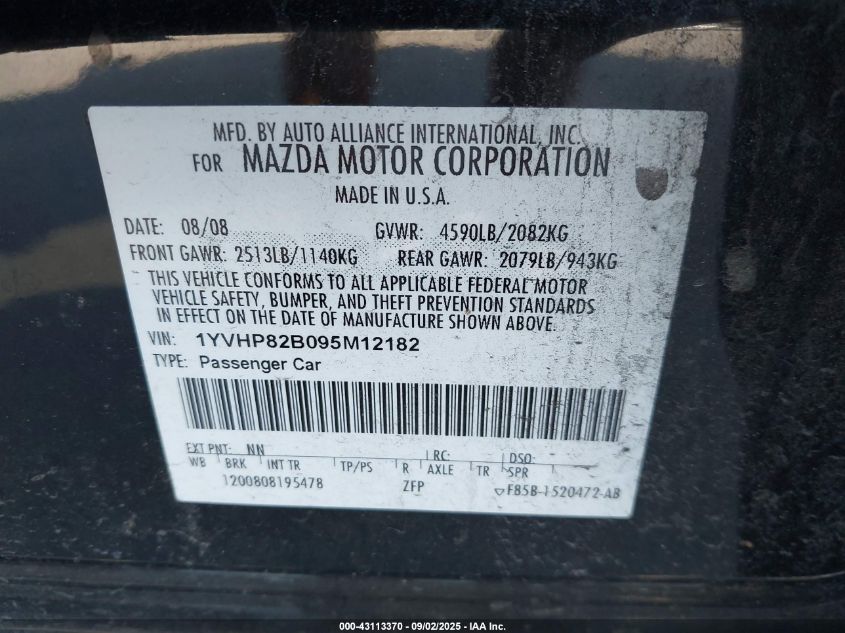 MFD. BY AUTO ALLIANCE INTERNATIONAL, INC.
FOR MAZDA MOTOR CORPORATION
MADE IN U.S.A.
DATE: 08/08 GVWR: 4590LB/2082KG
FRONT GAWR: 2513LB/1140KG REAR GAWR: 2079LB/943KG
THIS VEHICLE CONFORMS TO ALL APPLICABLE FEDERAL MOTOR
VEHICLE SAFETY, BUMPER, AND THEFT PREVENTION STANDARDS
IN EFFECT ON THE DATE OF MANUFACTURE SHOWN ABOVE.
VIN: 1YVHP82B095M12182
TYPE: Passenger Car
EXT PNT: NN RC: DSO:
WB BRK INT TR TP/PS R AXLE TR SPR
1200808195478 ZFP F85B-1520472-AB
000-43113370 - 09/02/2025 - IAA Inc.